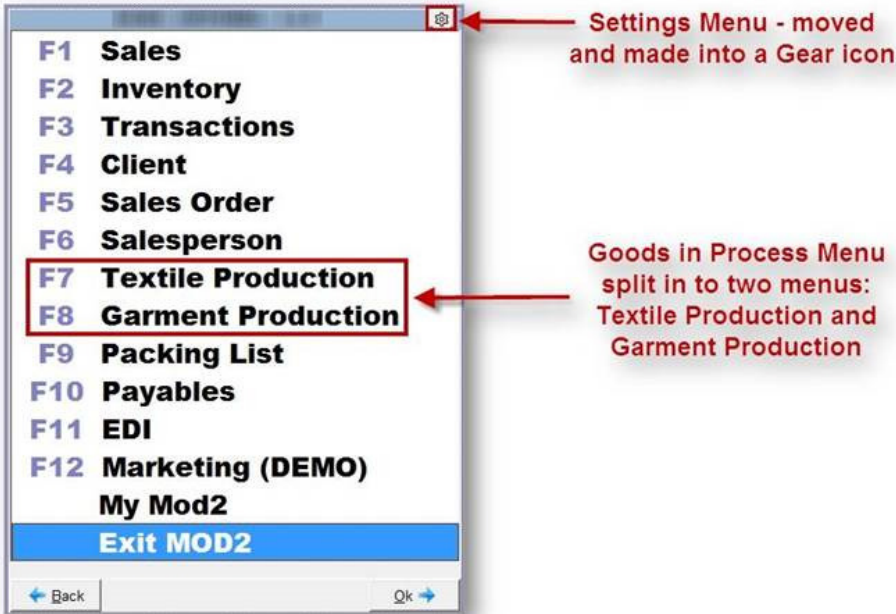 Settings Menu - moved
and made into a Gear icon
F1 Sales
F2 Inventory
F3 Transactions
F4 Client
F5 Sales Order
F6 Salesperson
F7 Textile Production
F8 Garment Production
F9 Packing List
F10 Payables
F11 EDI
F12 Marketing (DEMO)
My Mod2
Exit MOD2
Back
Ok
Goods in Process Menu
split in to two menus:
Textile Production and
Garment Production